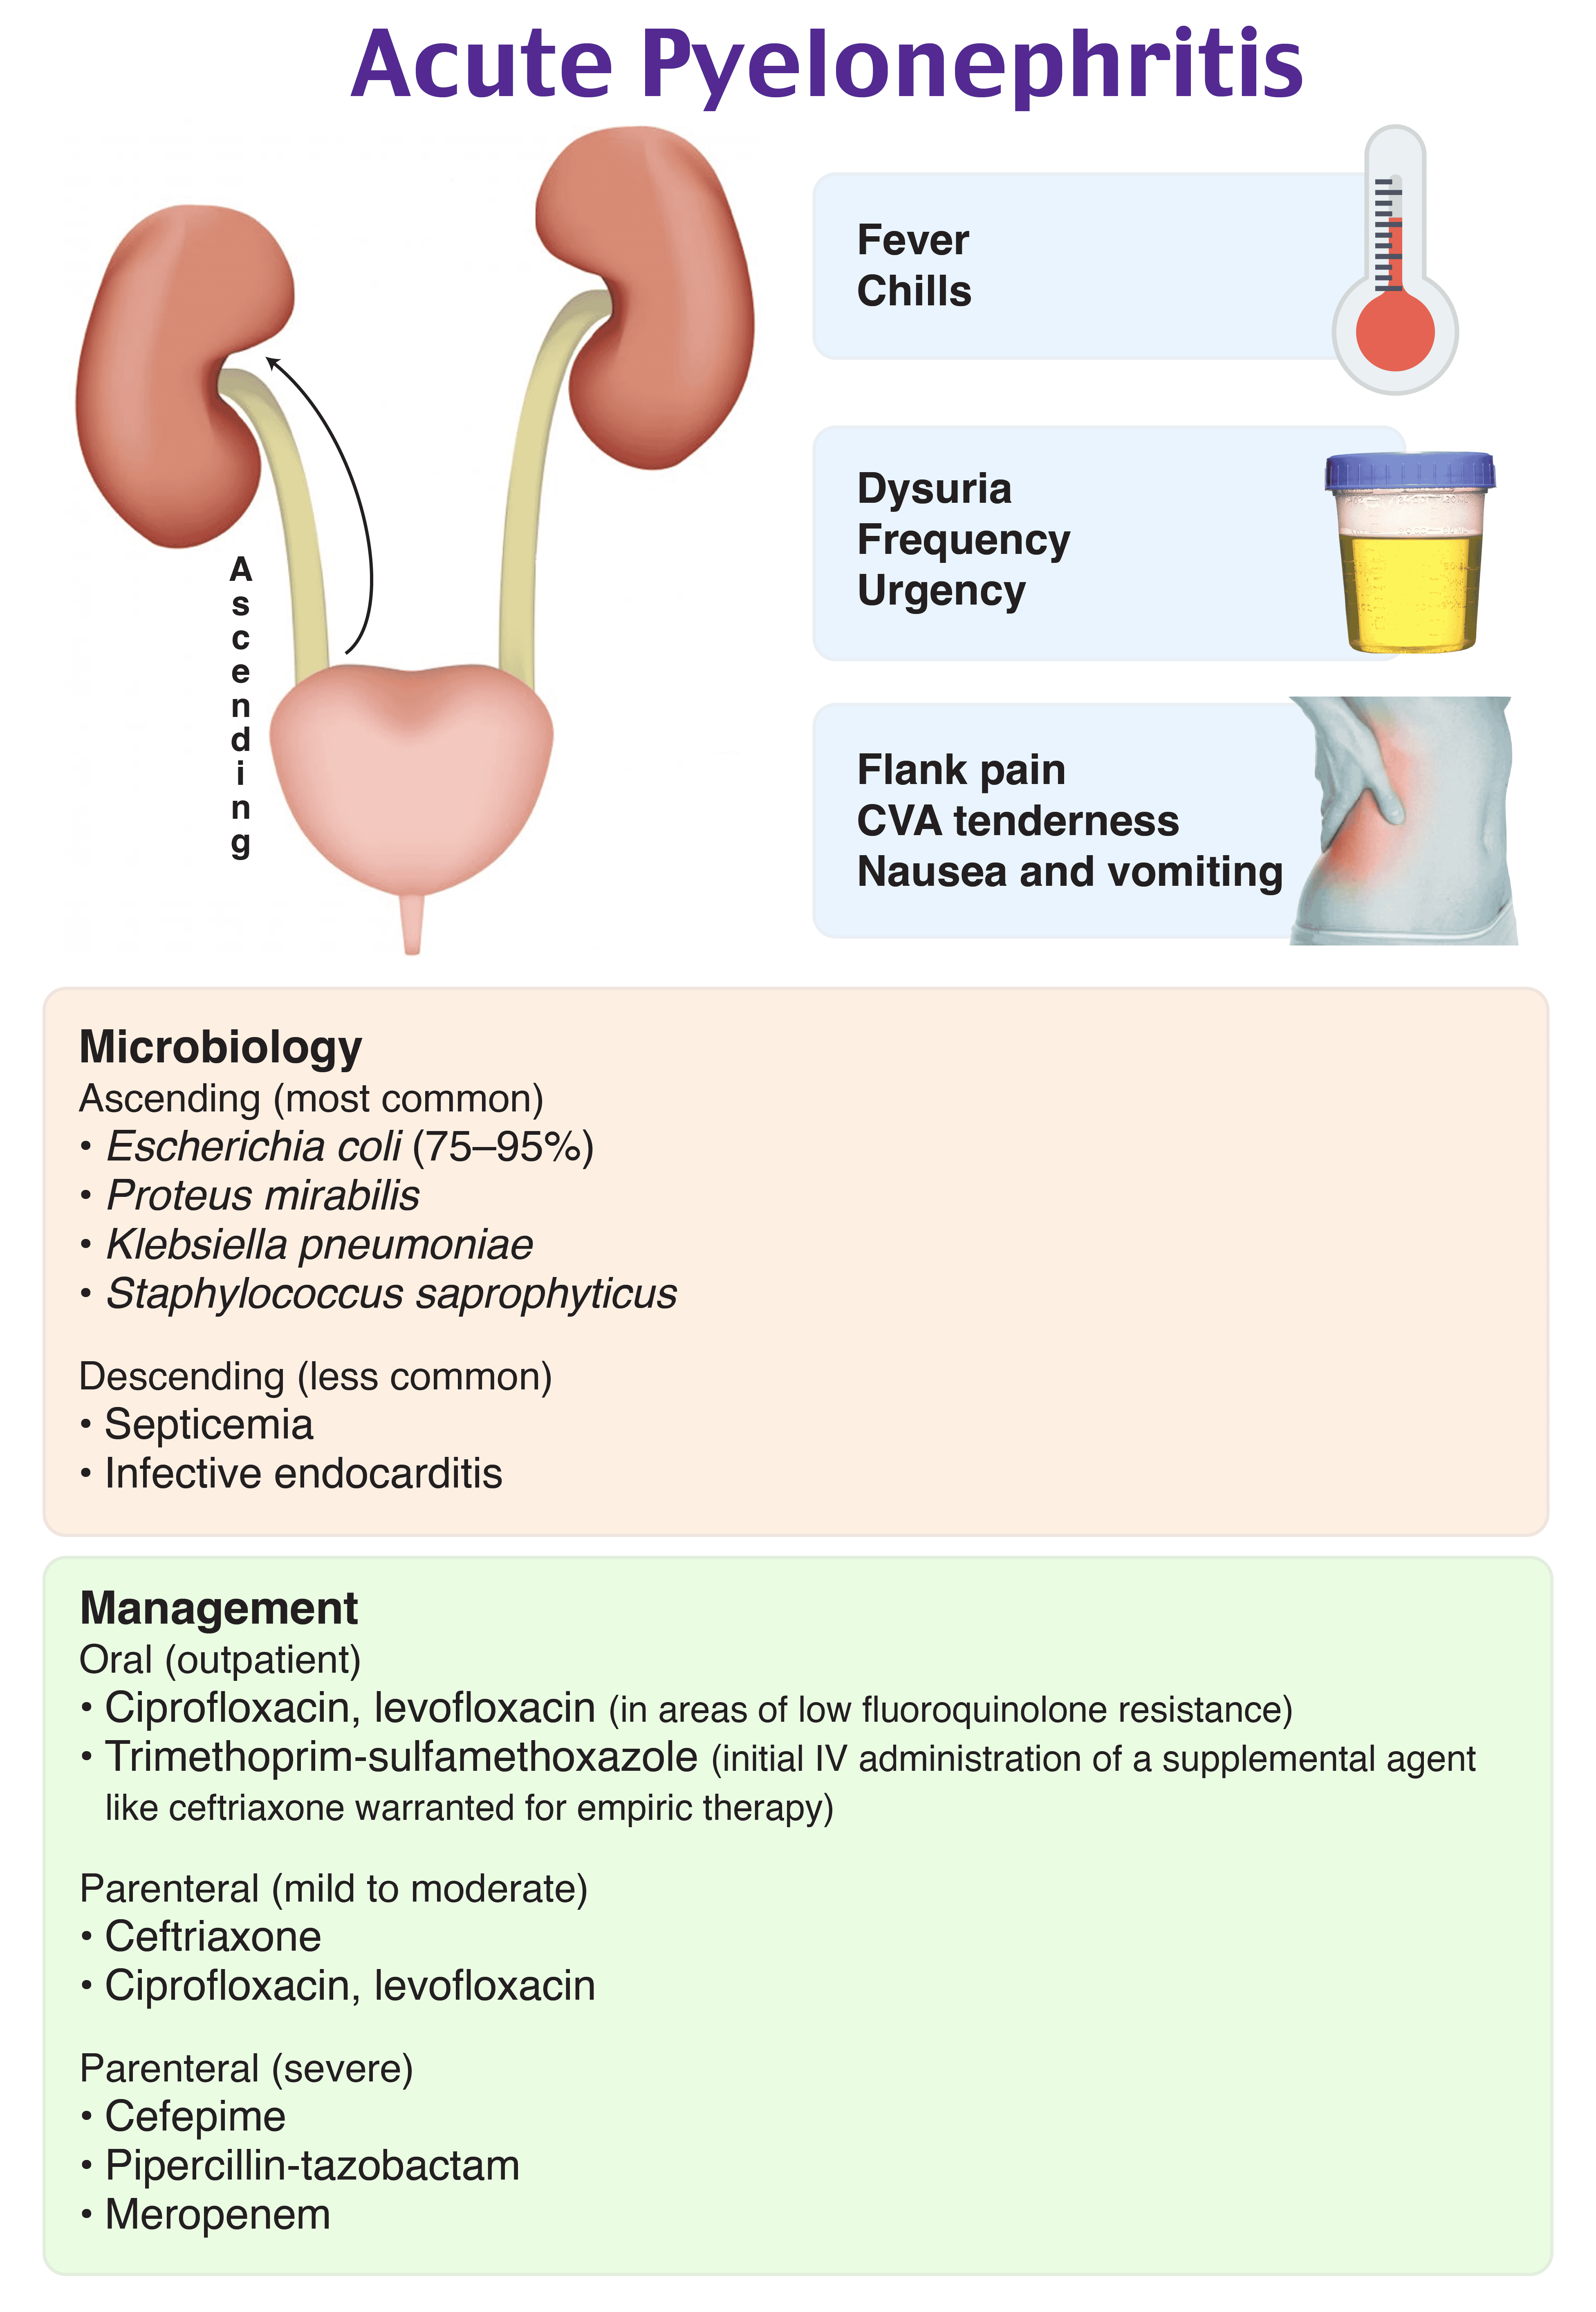 Acute Pyelonephritis
Fever
Chills
Dysuria
Frequency
Urgency
Flank pain
CVA tenderness
Nausea and vomiting
Ascending
Microbiology
Ascending (most common)
• Escherichia coli (75–95%)
• Proteus mirabilis
• Klebsiella pneumoniae
• Staphylococcus saprophyticus
Descending (less common)
• Septicemia
• Infective endocarditis
Management
Oral (outpatient)
• Ciprofloxacin, levofloxacin (in areas of low fluoroquinolone resistance)
• Trimethoprim-sulfamethoxazole (initial IV administration of a supplemental agent
like ceftriaxone warranted for empiric therapy)
Parenteral (mild to moderate)
• Ceftriaxone
• Ciprofloxacin, levofloxacin
Parenteral (severe)
• Cefepime
• Pipercillin-tazobactam
• Meropenem